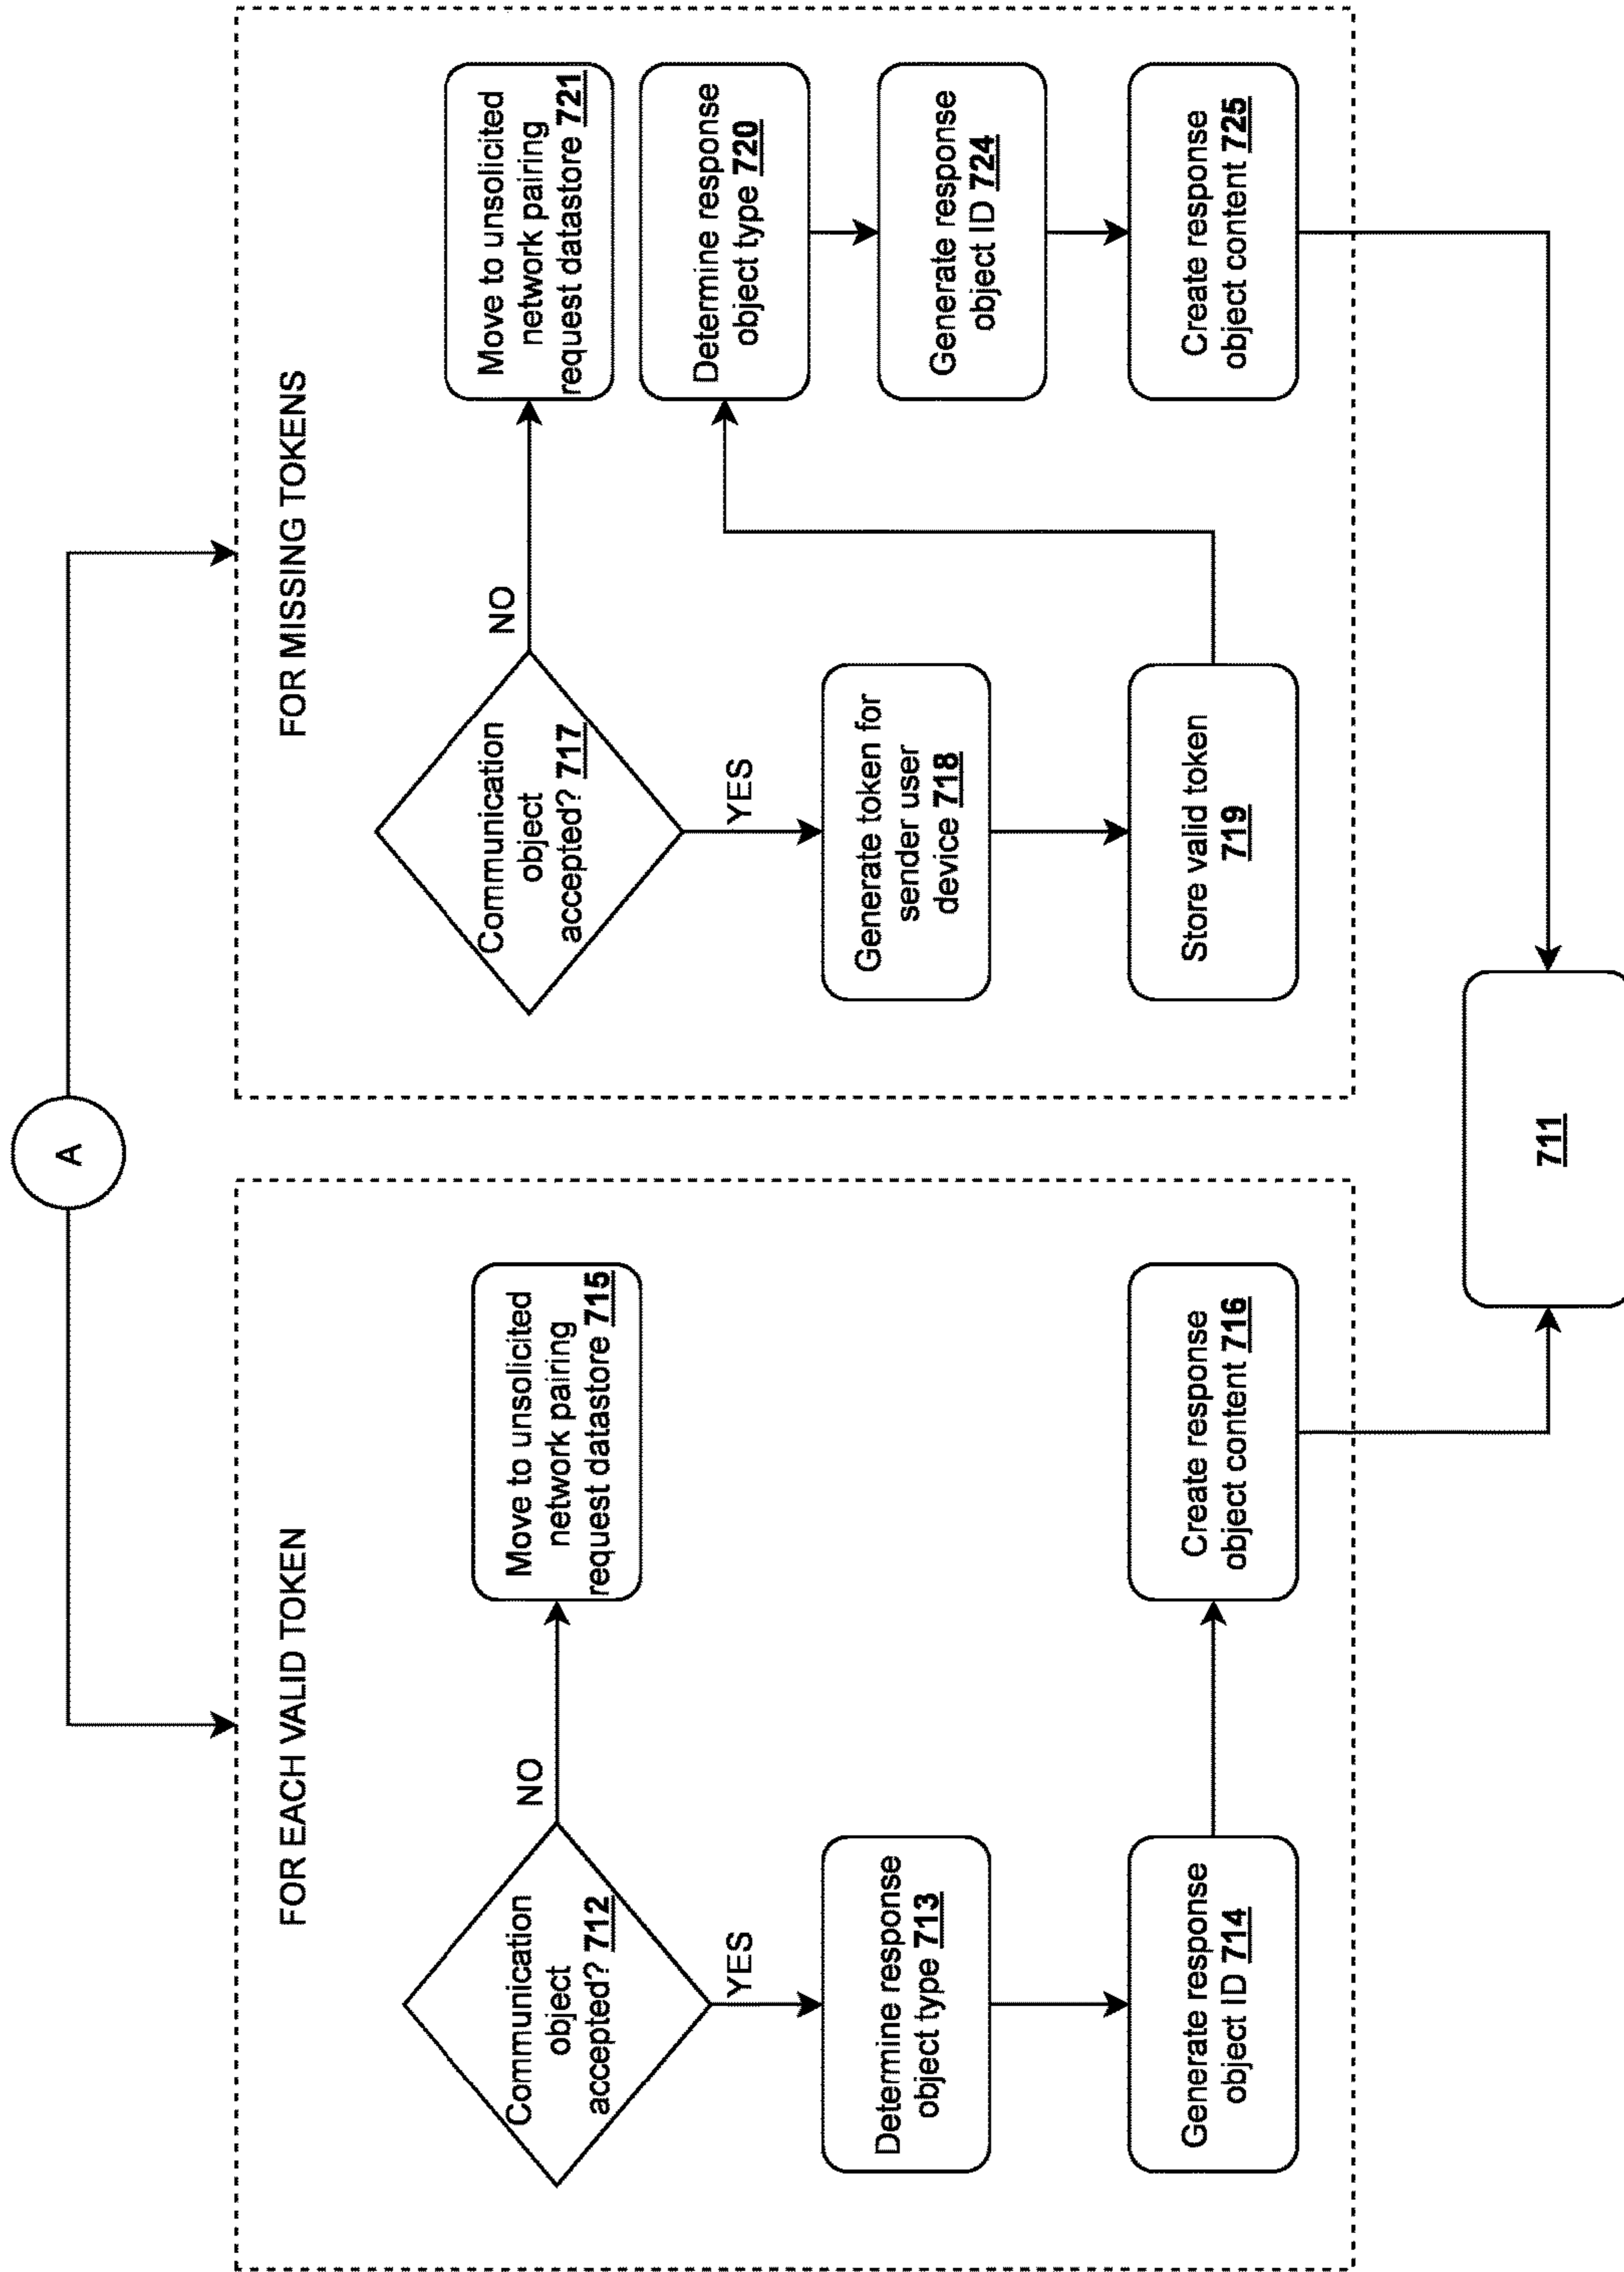 A
FOR EACH VALID TOKEN
Communication
object
accepted? 712
NO
Move to unsolicited
network pairing
request datastore 715
YES
Determine response
object type 713
Generate response
object ID 714
Create response
object content 716
FOR MISSING TOKENS
Communication
object
accepted? 717
NO
Move to unsolicited
network pairing
request datastore 721
YES
Generate token for
sender user
device 718
Store valid token
719
Determine response
object type 720
Generate response
object ID 724
Create response
object content 725
711